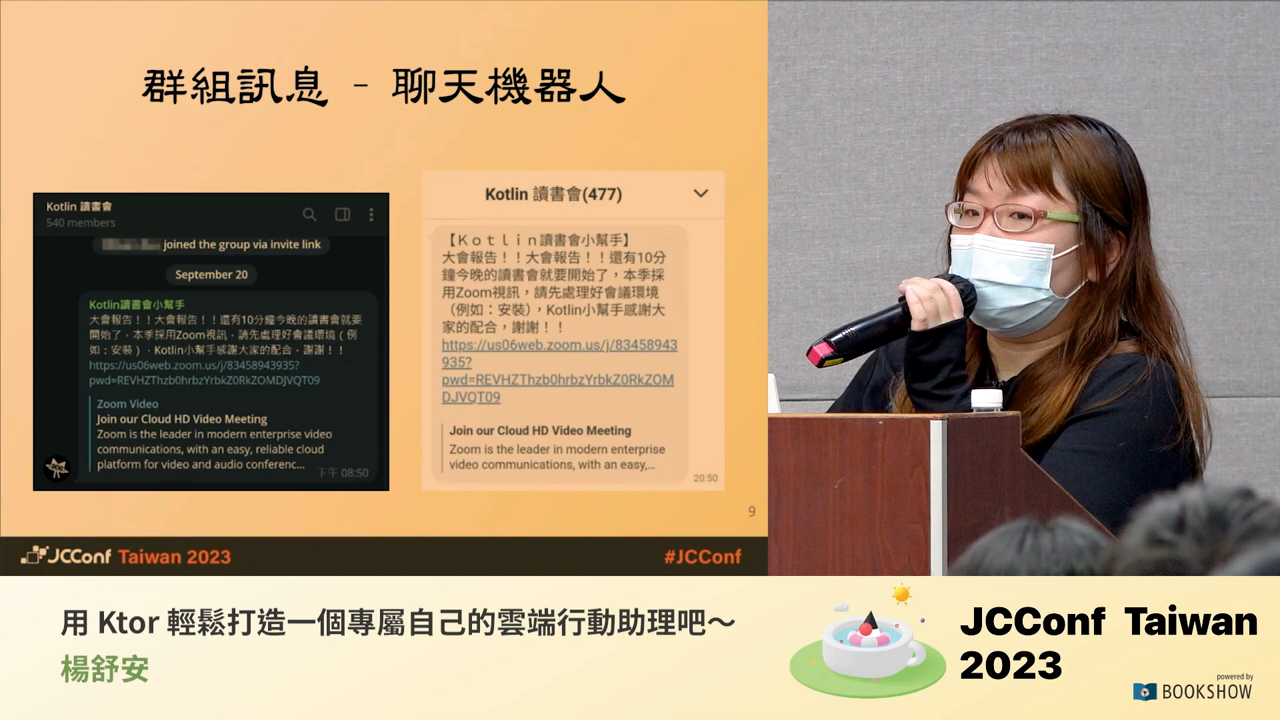 群組訊息 - 聊天機器人
Kotlin 讀書會
540 members
joined the group via invite link
September 20
Kotlin讀書會小幫手
大會報告！！大會報告！！還有10分鐘今晚的讀書會就要
開始了，本季採用Zoom視訊，請先處理好會議環境（例
如：安裝），Kotlin小幫手感謝大家的配合，謝謝！！
https://us06web.zoom.us/j/83458943935?
pwd=REVHZThzb0hrbzYrbkZ0RkZOMDJVQT09
Zoom Video
Join our Cloud HD Video Meeting
Zoom is the leader in modern enterprise video
communications, with an easy, reliable cloud
platform for video and audio conferenc...
下午 08:50
Kotlin 讀書會(477)
【Ｋｏｔｌｉｎ讀書會小幫手】
大會報告！！大會報告！！還有10分
鐘今晚的讀書會就要開始了，本季採
用Zoom視訊，請先處理好會議環境
（例如：安裝），Kotlin小幫手感謝大
家的配合，謝謝！！
https://us06web.zoom.us/j/83458943
935?
pwd=REVHZThzb0hrbzYrbkZ0RkZOM
DJVQT09
Join our Cloud HD Video Meeting
Zoom is the leader in modern enterprise
video communications, with an easy,...
20:50
9
JCConf Taiwan 2023
#JCConf
用 Ktor 輕鬆打造一個專屬自己的雲端行動助理吧～
楊舒安
JCConf Taiwan
2023
powered by
BOOKSHOW